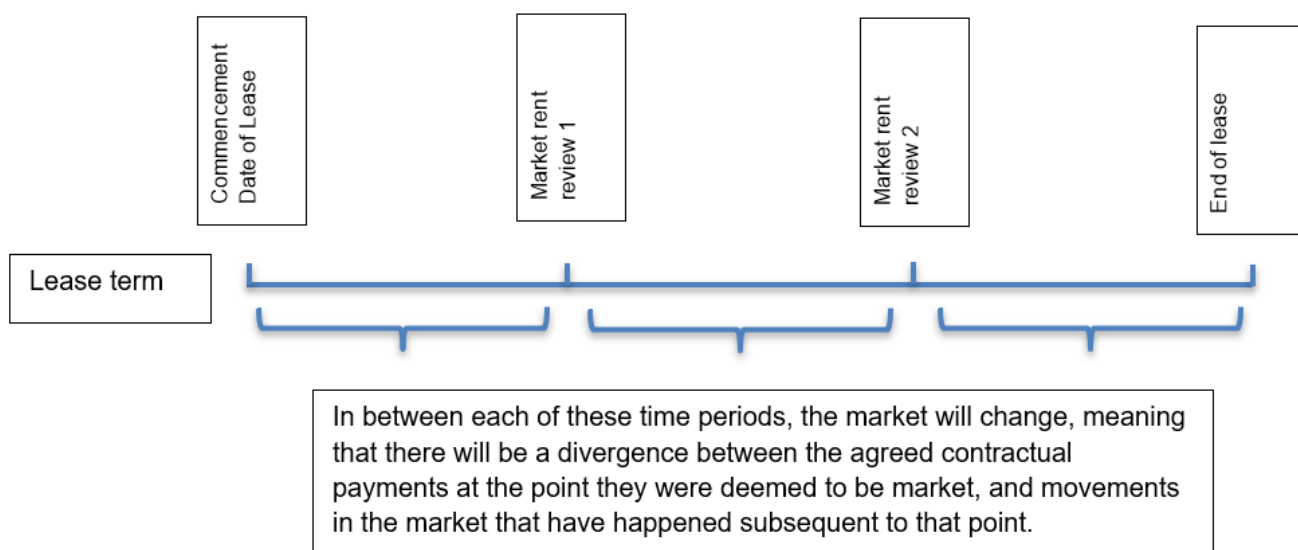 Commencement
Date of Lease
Market rent
review 1
Market rent
review 2
End of lease
Lease term
In between each of these time periods, the market will change, meaning
that there will be a divergence between the agreed contractual
payments at the point they were deemed to be market, and movements
in the market that have happened subsequent to that point.